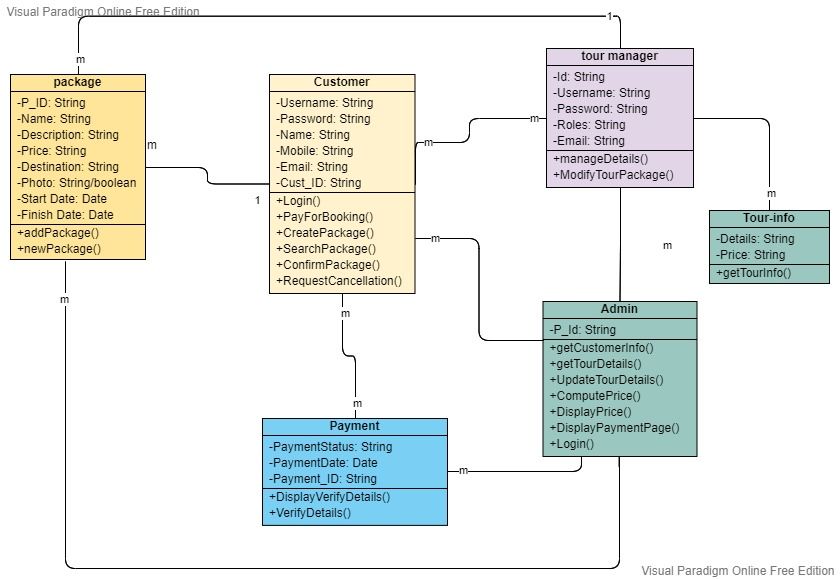 Visual Paradigm Online Free Edition
1
m
package
-P_ID: String
-Name: String
-Description: String
-Price: String
-Destination: String
-Photo: String/boolean
-Start Date: Date
-Finish Date: Date
+addPackage()
+newPackage()
m
1
m
Customer
-Username: String
-Password: String
-Name: String
-Mobile: String
-Email: String
-Cust_ID: String
+Login()
+PayForBooking()
+CreatePackage()
+SearchPackage()
+ConfirmPackage()
+RequestCancellation()
m
m
m
m
m
tour manager
-Id: String
-Username: String
-Password: String
-Roles: String
-Email: String
+manageDetails()
+ModifyTourPackage()
m
m
Tour-info
-Details: String
-Price: String
+getTourInfo()
Admin
-P_Id: String
+getCustomerInfo()
+getTourDetails()
+UpdateTourDetails()
+ComputePrice()
+DisplayPrice()
+DisplayPaymentPage()
+Login()
Payment
-PaymentStatus: String
-PaymentDate: Date
-Payment_ID: String
+DisplayVerifyDetails()
+VerifyDetails()
m
Visual Paradigm Online Free Edition